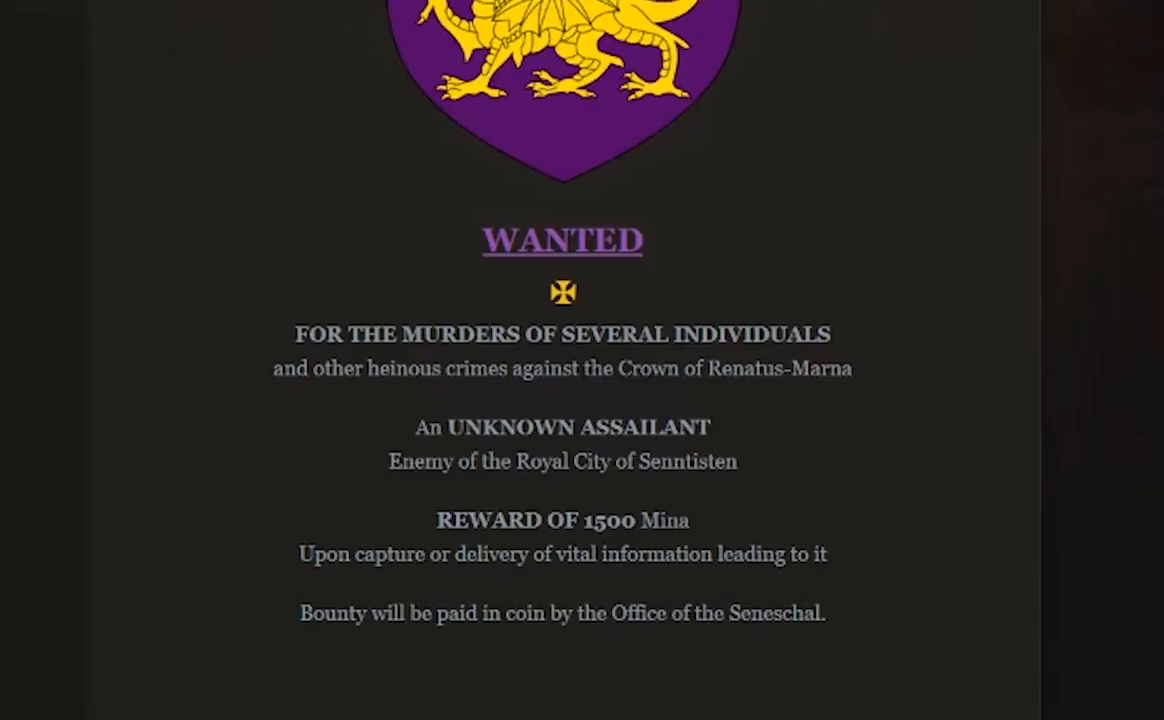 WANTED
FOR THE MURDERS OF SEVERAL INDIVIDUALS
and other heinous crimes against the Crown of Renatus-Marna
An UNKNOWN ASSAILANT
Enemy of the Royal City of Senntisten
REWARD OF 1500 Mina
Upon capture or delivery of vital information leading to it
Bounty will be paid in coin by the Office of the Seneschal.